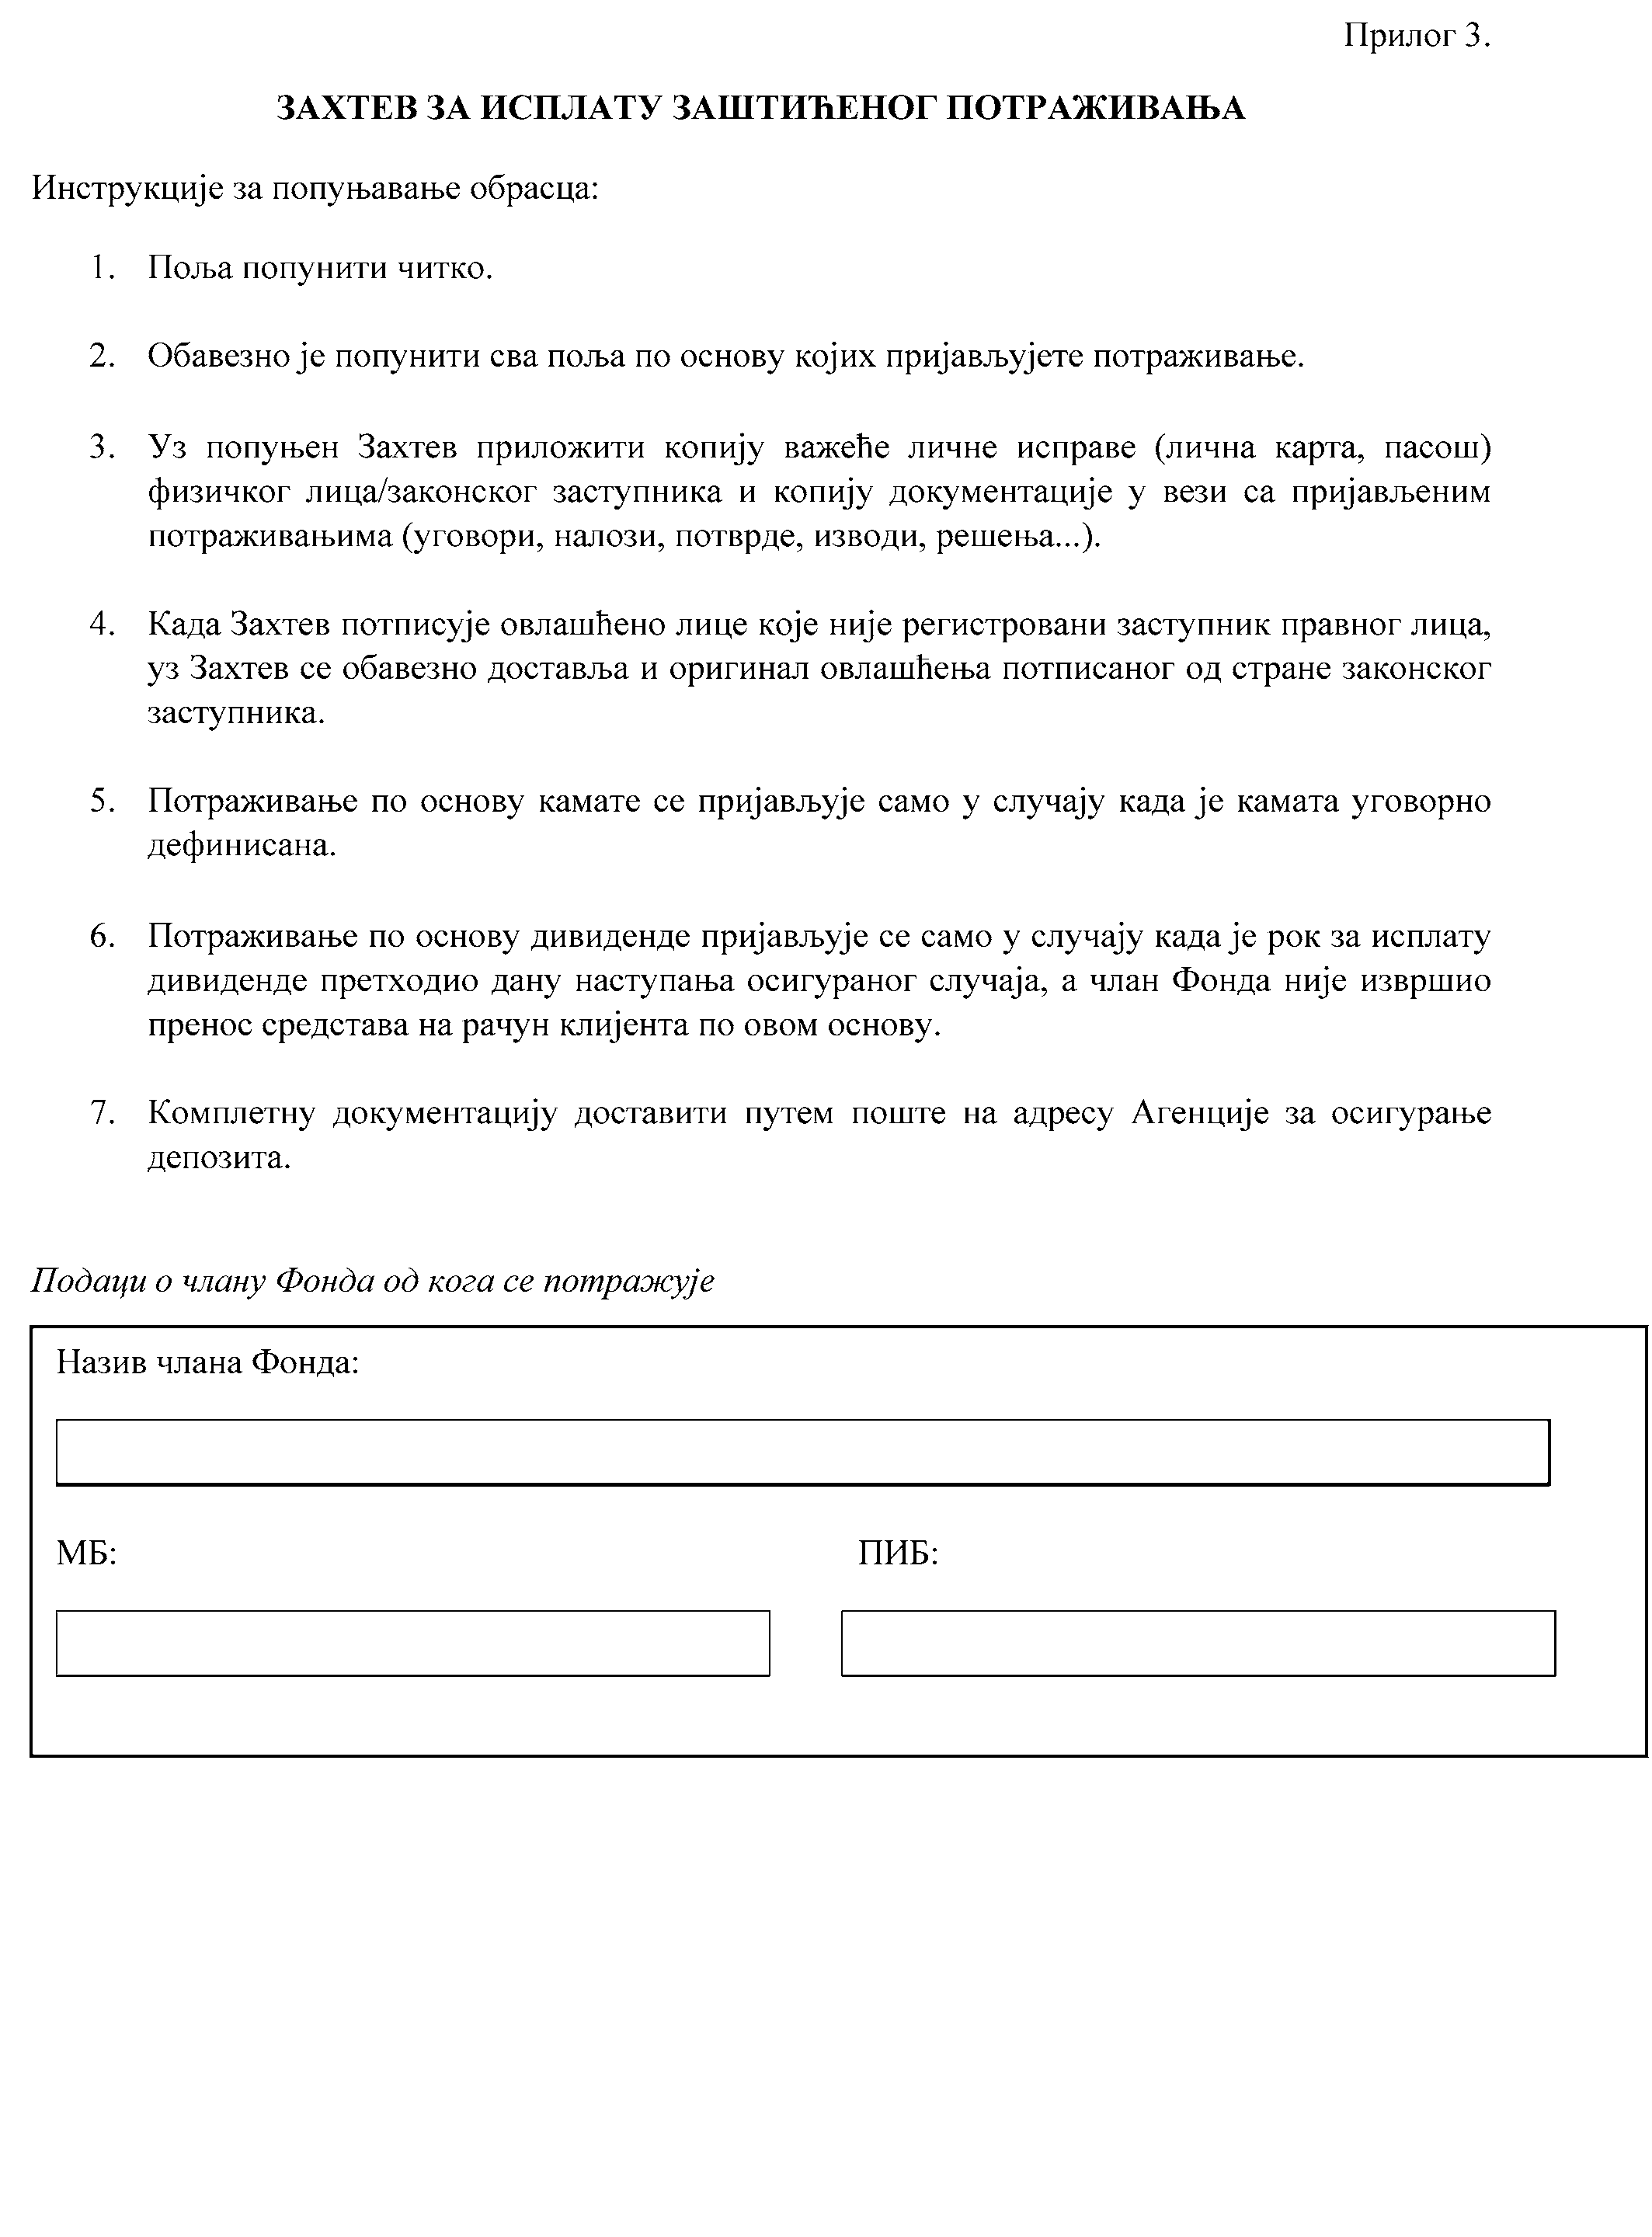 Прилог 3.
ЗАХТЕВ ЗА ИСПЛАТУ ЗАШТИЋЕНОГ ПОТРАЖИВАЊА
Инструкције за попуњавање обрасца:
1. Поља попунити читко.
2. Обавезно је попунити сва поља по основу којих пријављујете потраживање.
3. Уз попуњен Захтев приложити копију важеће личне исправе (лична карта, пасош)
физичког лица/законског заступника и копију документације у вези са пријављеним
потраживањима (уговори, налози, потврде, изводи, решења...).
4. Када Захтев потписује овлашћено лице које није регистровани заступник правног лица,
уз Захтев се обавезно доставља и оригинал овлашћења потписаног од стране законског
заступника.
5. Потраживање по основу камате се пријављује само у случају када је камата уговорно
дефинисана.
6. Потраживање по основу дивиденде пријављује се само у случају када је рок за исплату
дивиденде претходио дану наступања осигураног случаја, а члан Фонда није извршио
пренос средстава на рачун клијента по овом основу.
7. Комплетну документацију доставити путем поште на адресу Агенције за осигурање
депозита.
Подаци о члану Фонда од кога се потражује
Назив члана Фонда:
МБ: ПИБ: